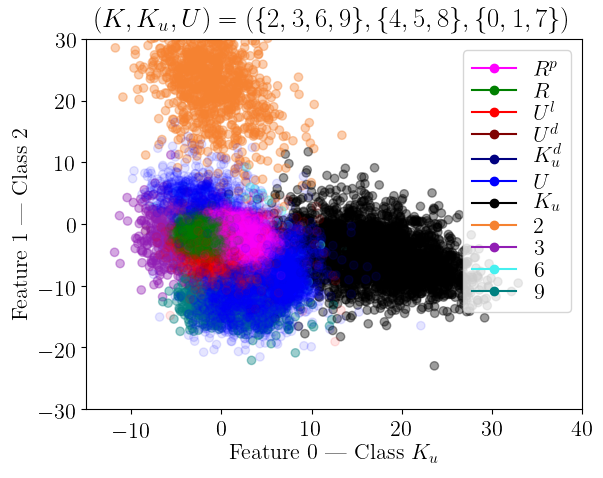 (K, K_u, U) = ({2, 3, 6, 9}, {4, 5, 8}, {0, 1, 7})
30
20
10
0
−10
−20
−30
Feature 1 — Class 2
R^p
R
U^l
U^d
K_u^d
U
K_u
2
3
6
9
−10
0
10
20
30
40
Feature 0 — Class K_u